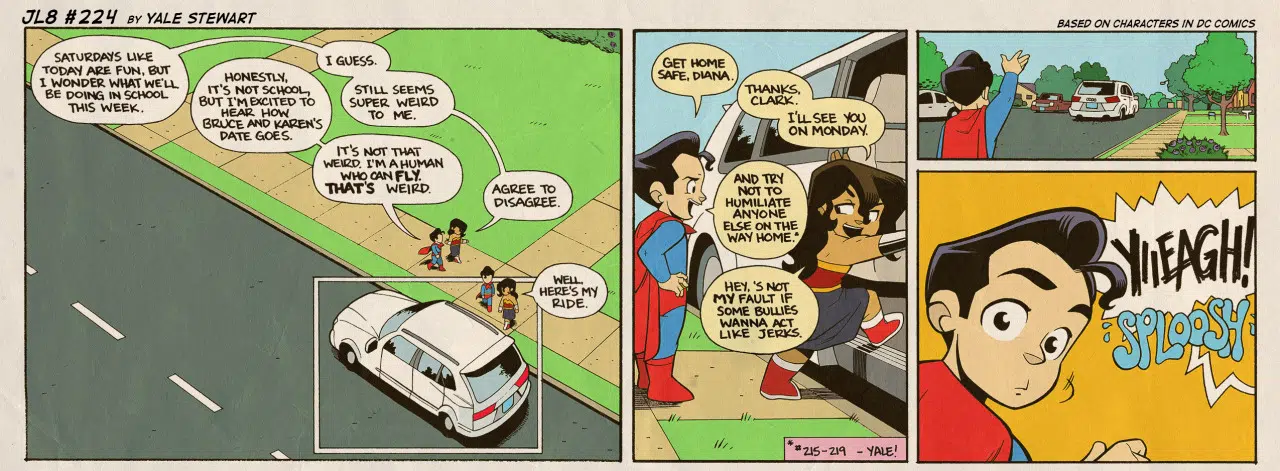 JL8 #224 BY YALE STEWART
BASED ON CHARACTERS IN DC COMICS
SATURDAYS LIKE
TODAY ARE FUN, BUT
I WONDER WHAT WE'LL
BE DOING IN SCHOOL
THIS WEEK.
I GUESS.
HONESTLY,
IT'S NOT SCHOOL,
BUT I'M EXCITED TO
HEAR HOW
BRUCE AND KAREN'S
DATE GOES.
STILL SEEMS
SUPER WEIRD
TO ME.
IT'S NOT THAT
WEIRD. I'M A HUMAN
WHO CAN FLY.
THAT'S WEIRD.
AGREE TO
DISAGREE.
WELL,
HERE'S MY
RIDE.
GET HOME
SAFE, DIANA.
THANKS,
CLARK.
I'LL SEE YOU
ON MONDAY.
AND TRY
NOT TO
HUMILIATE
ANYONE
ELSE ON THE
WAY HOME.*
HEY, 'S NOT
MY FAULT IF
SOME BULLIES
WANNA ACT
LIKE JERKS.
*#215-219 - YALE!
YIIEAGH!
SPLOOSH